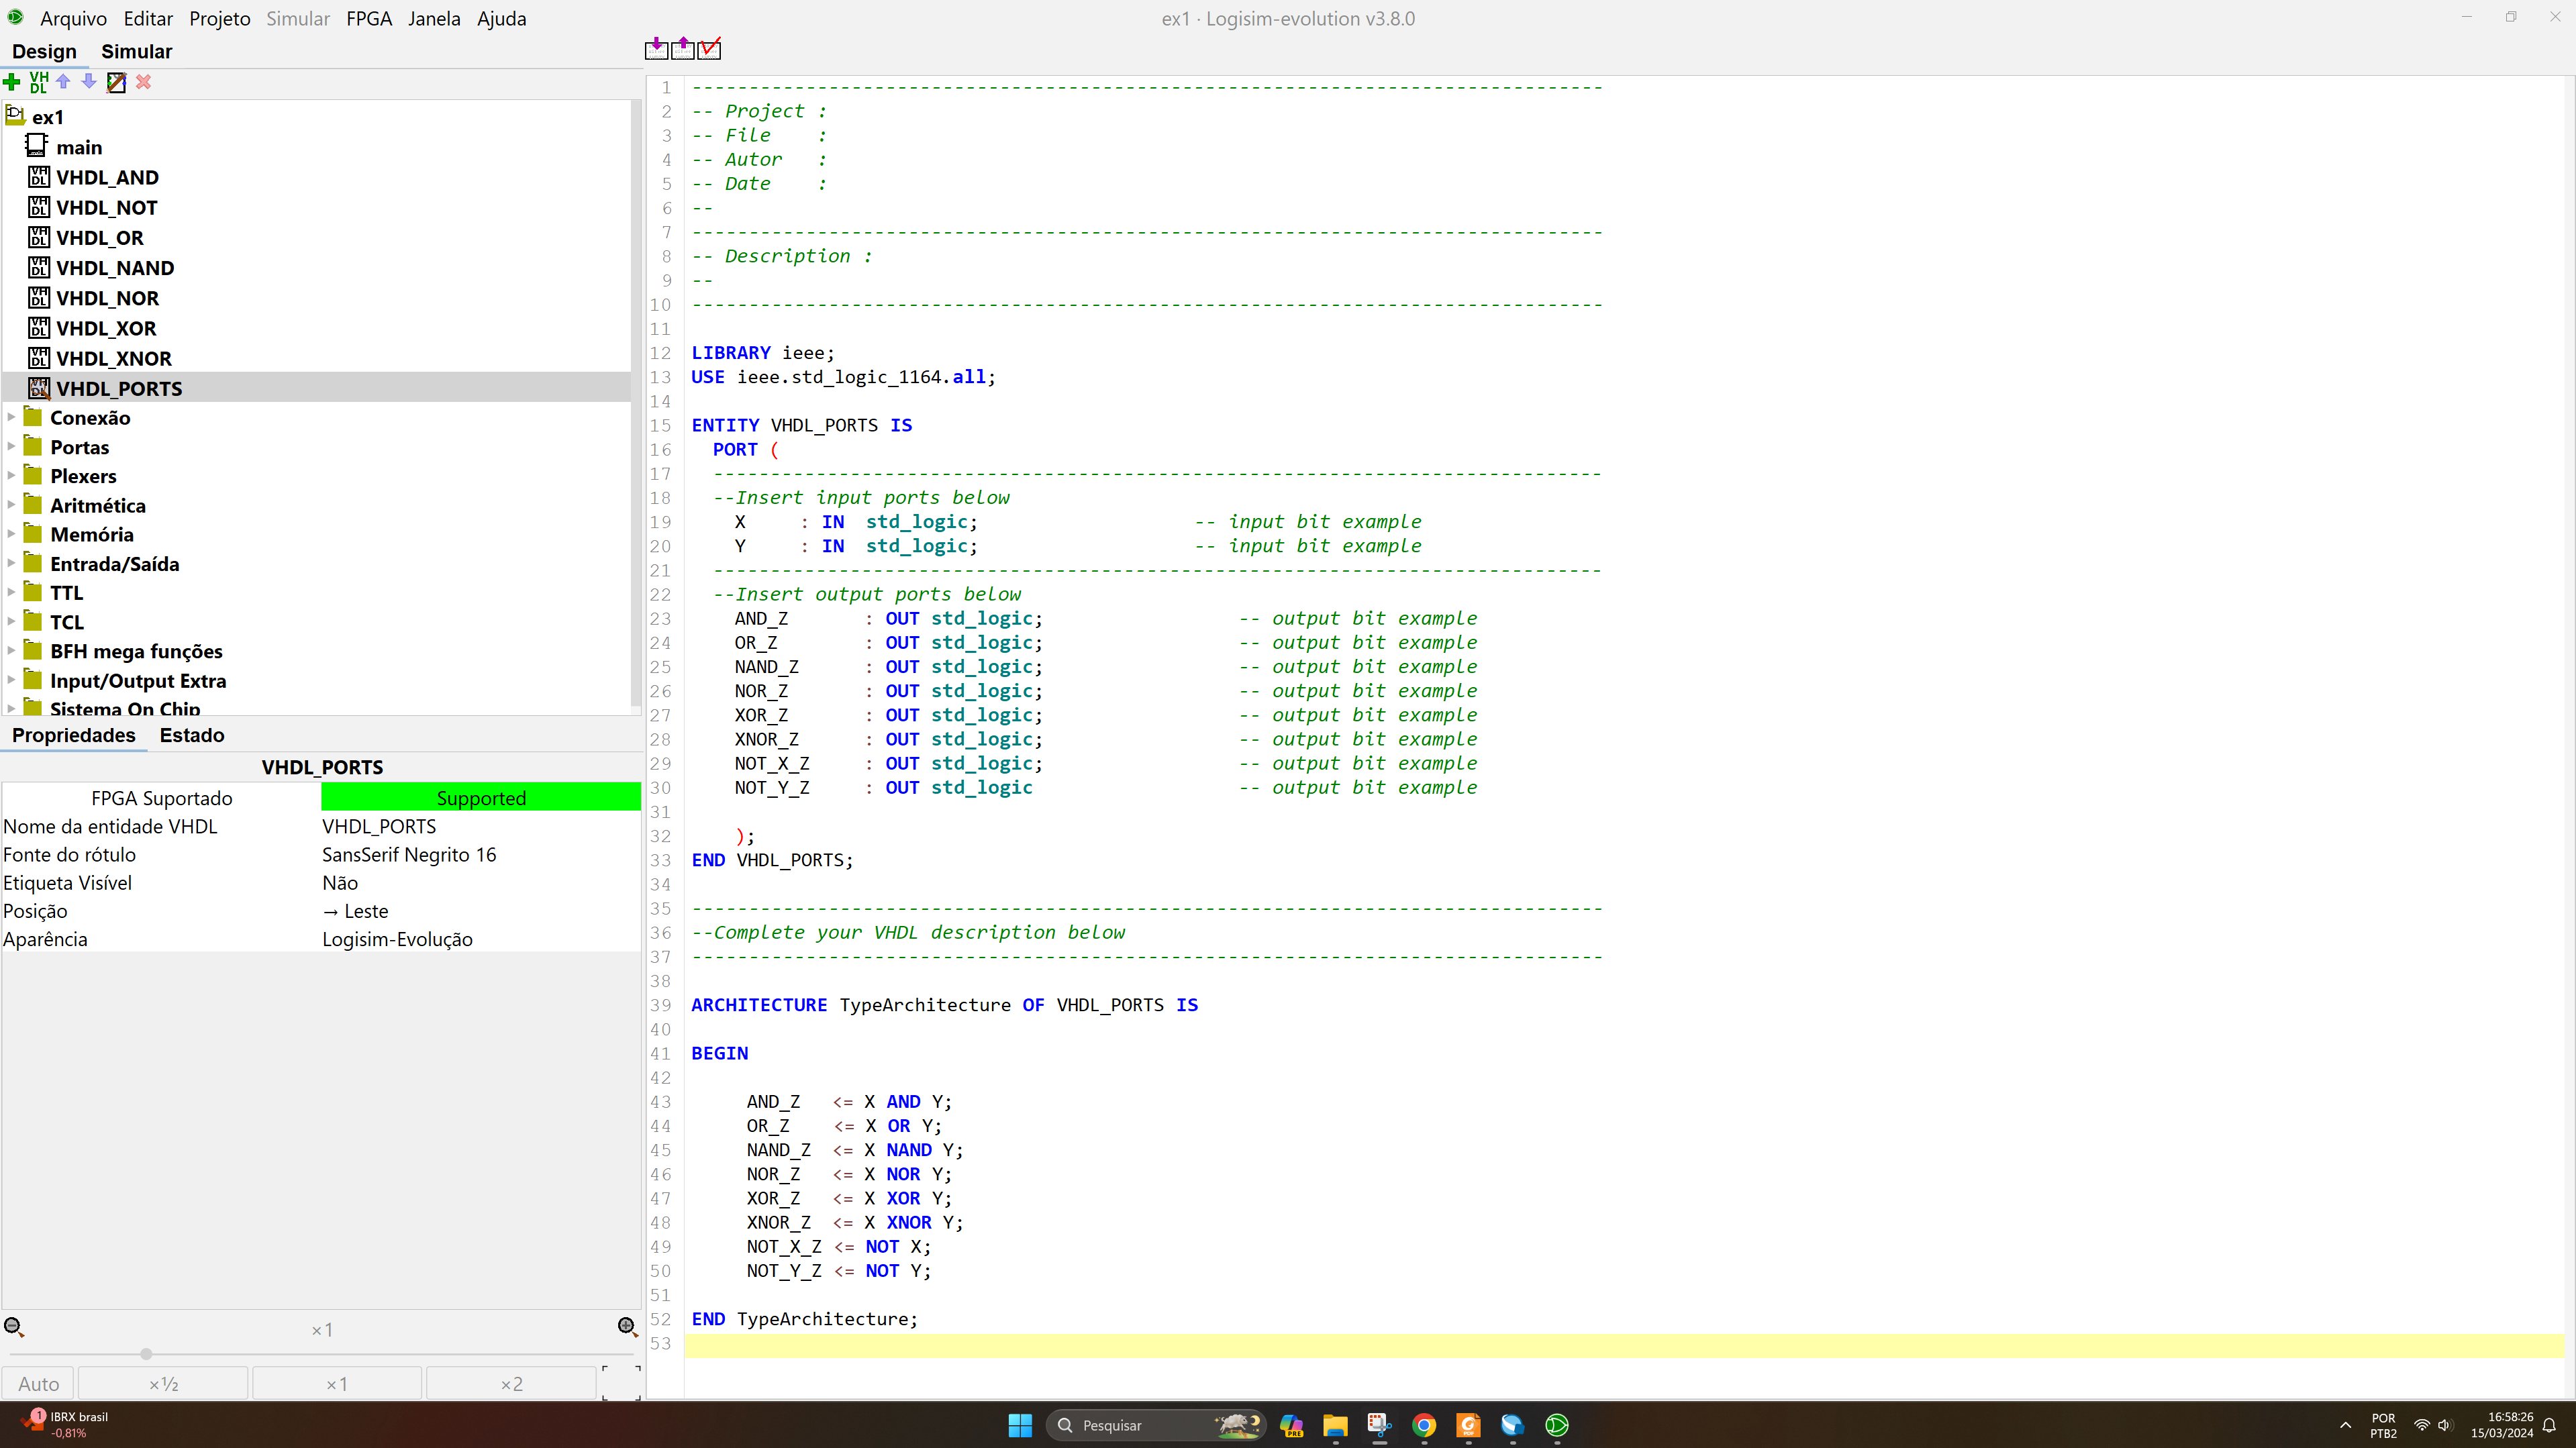 Arquivo Editar Projeto Simular FPGA Janela Ajuda
ex1 · Logisim-evolution v3.8.0
Design Simular
VH DL
ex1
main
VHDL_AND
VHDL_NOT
VHDL_OR
VHDL_NAND
VHDL_NOR
VHDL_XOR
VHDL_XNOR
VHDL_PORTS
Conexão
Portas
Plexers
Aritmética
Memória
Entrada/Saída
TTL
TCL
BFH mega funções
Input/Output Extra
Sistema On Chip
Propriedades Estado
VHDL_PORTS
FPGA Suportado Supported
Nome da entidade VHDL VHDL_PORTS
Fonte do rótulo SansSerif Negrito 16
Etiqueta Visível Não
Posição → Leste
Aparência Logisim-Evolução
×1
Auto ×½ ×1 ×2
1 --------------------------------------------------------------------------------
2 -- Project :
3 -- File    :
4 -- Autor   :
5 -- Date    :
6 --
7 --------------------------------------------------------------------------------
8 -- Description :
9 --
10 --------------------------------------------------------------------------------
11
12 LIBRARY ieee;
13 USE ieee.std_logic_1164.all;
14
15 ENTITY VHDL_PORTS IS
16 PORT (
17 ------------------------------------------------------------------------------
18 --Insert input ports below
19 X : IN std_logic; -- input bit example
20 Y : IN std_logic; -- input bit example
21 ------------------------------------------------------------------------------
22 --Insert output ports below
23 AND_Z : OUT std_logic; -- output bit example
24 OR_Z : OUT std_logic; -- output bit example
25 NAND_Z : OUT std_logic; -- output bit example
26 NOR_Z : OUT std_logic; -- output bit example
27 XOR_Z : OUT std_logic; -- output bit example
28 XNOR_Z : OUT std_logic; -- output bit example
29 NOT_X_Z : OUT std_logic; -- output bit example
30 NOT_Y_Z : OUT std_logic -- output bit example
31
32 );
33 END VHDL_PORTS;
34
35 --------------------------------------------------------------------------------
36 --Complete your VHDL description below
37 --------------------------------------------------------------------------------
38
39 ARCHITECTURE TypeArchitecture OF VHDL_PORTS IS
40
41 BEGIN
42
43 AND_Z <= X AND Y;
44 OR_Z <= X OR Y;
45 NAND_Z <= X NAND Y;
46 NOR_Z <= X NOR Y;
47 XOR_Z <= X XOR Y;
48 XNOR_Z <= X XNOR Y;
49 NOT_X_Z <= NOT X;
50 NOT_Y_Z <= NOT Y;
51
52 END TypeArchitecture;
53
1 IBRX brasil
-0,81%
Pesquisar
PRE
POR
PTB2
16:58:26
15/03/2024